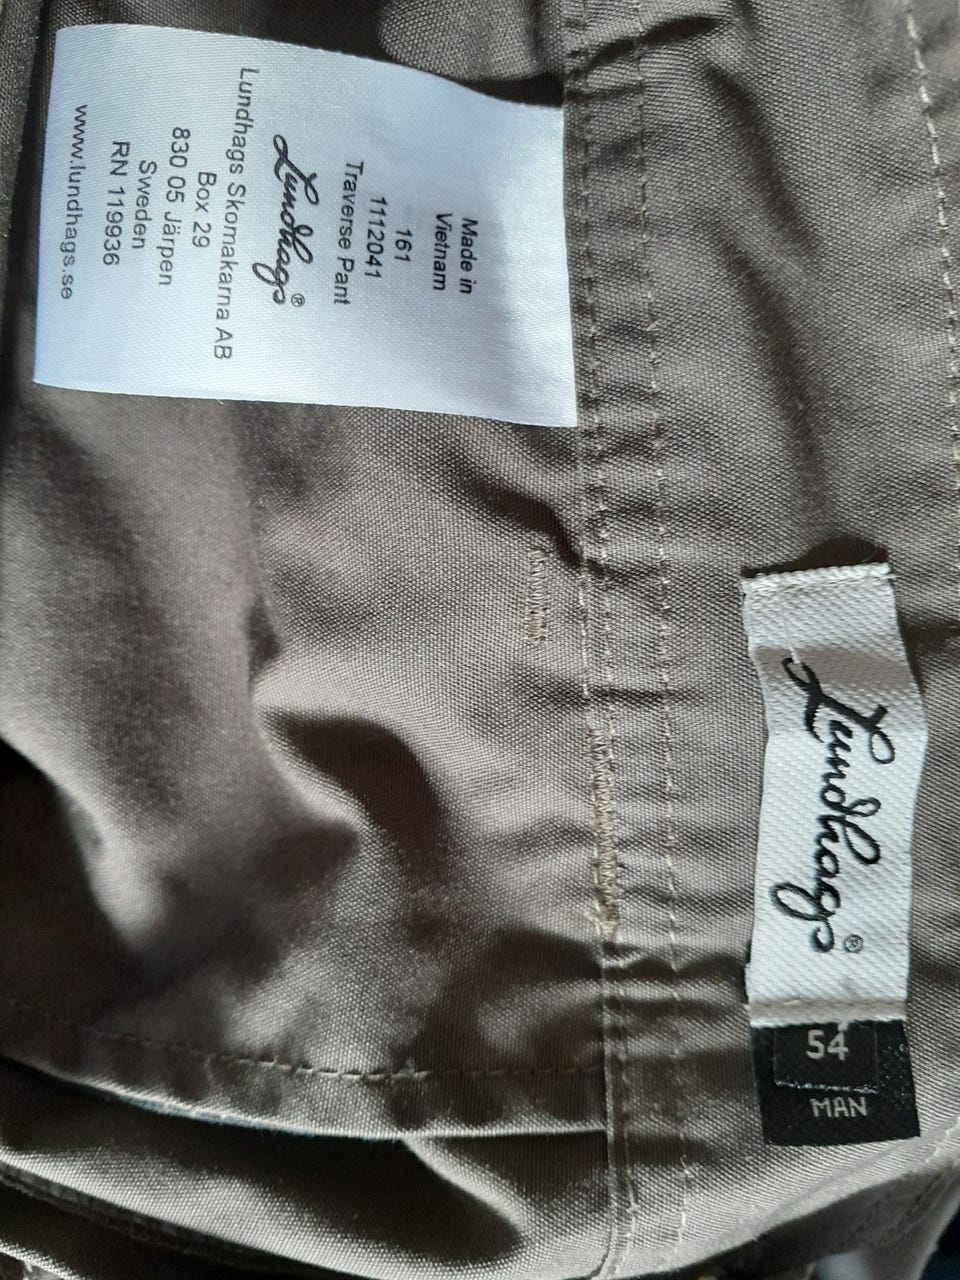 Made in
Vietnam
161
1112041
Traverse Pant
Lundhags®
Lundhags Skomakarna AB
Box 29
830 05 Järpen
Sweden
RN 119936
www.lundhags.se
Lundhags®
54
MAN